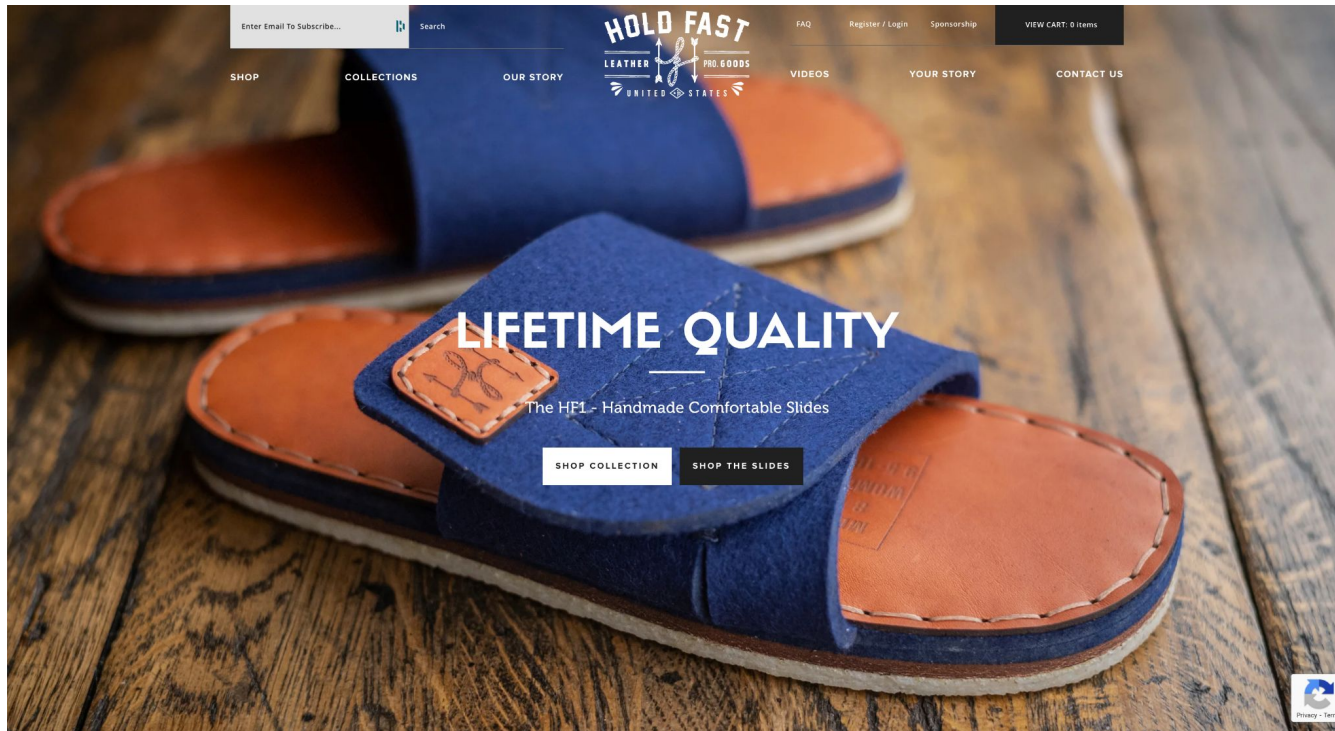 Enter Email To Subscribe...
Search
HOLD FAST
LEATHER PRO. GOODS
UNITED STATES
FAQ
Register / Login
Sponsorship
VIEW CART: 0 items
SHOP
COLLECTIONS
OUR STORY
VIDEOS
YOUR STORY
CONTACT US
LIFETIME QUALITY
The HF1 - Handmade Comfortable Slides
SHOP COLLECTION
SHOP THE SLIDES
Privacy - Ter